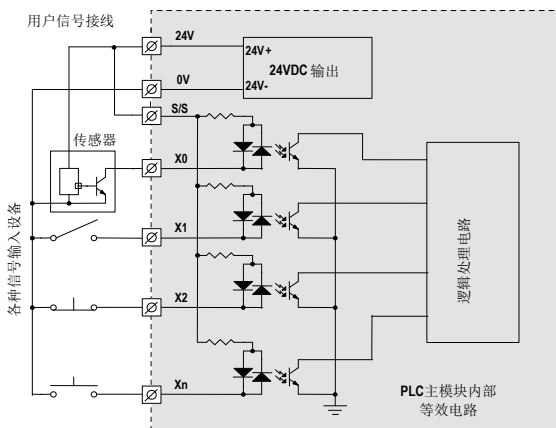 用户信号接线
24V
24V+
24VDC 输出
0V
24V-
S/S
传感器
X0
X1
各种信号输入设备
逻辑处理电路
X2
Xn
PLC主模块内部
等效电路